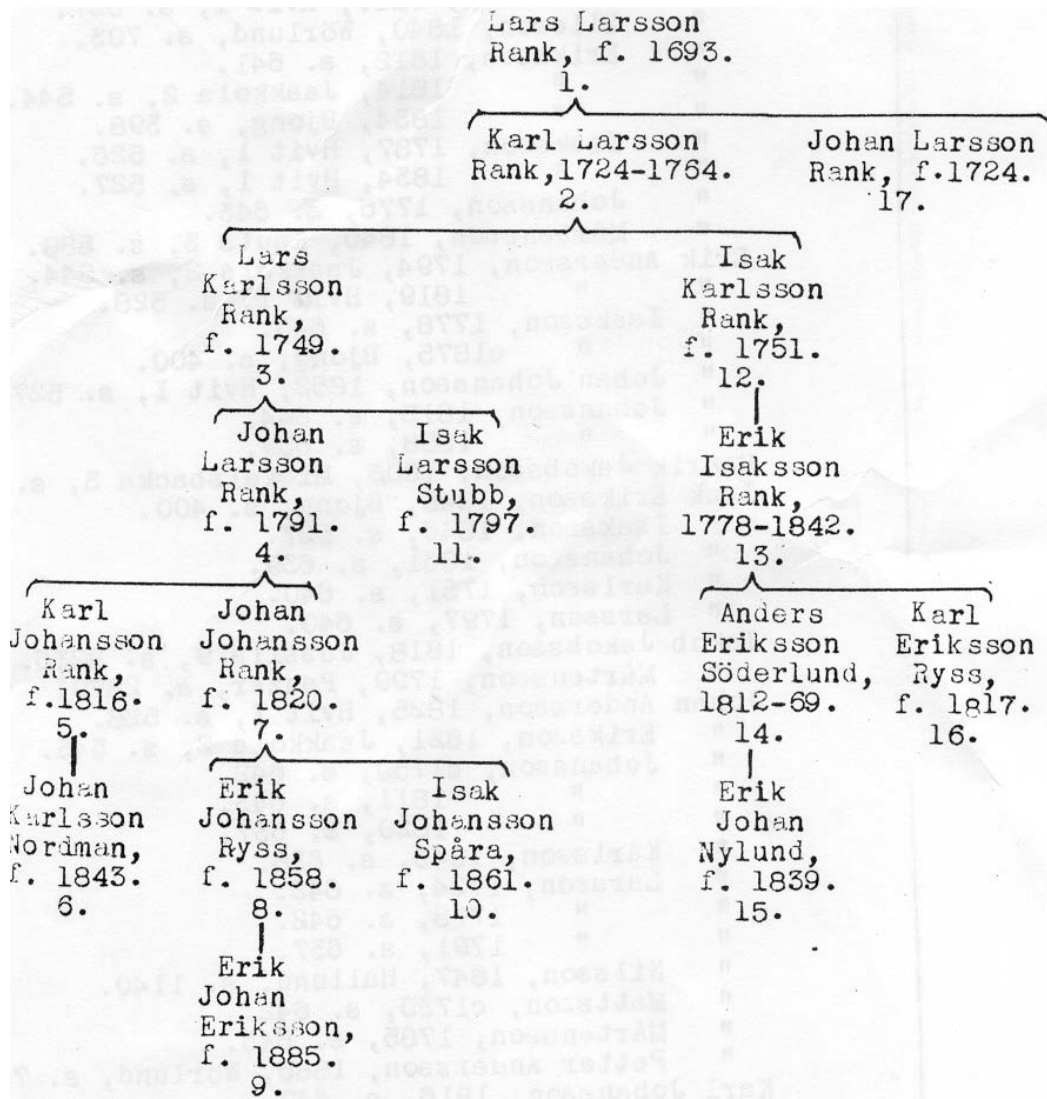 Lars Larsson
Rank, f. 1693.
1.
Karl Larsson
Rank,1724-1764.
2.
Johan Larsson
Rank, f.1724.
17.
Lars
Karlsson
Rank,
f. 1749.
3.
Isak
Karlsson
Rank,
f. 1751.
12.
Johan
Larsson
Rank,
f. 1791.
4.
Isak
Larsson
Stubb,
f. 1797.
11.
Erik
Isaksson
Rank,
1778-1842.
13.
Karl
Johansson
Rank,
f.1816.
5.
Johan
Johansson
Rank,
f. 1820.
7.
Anders
Eriksson
Söderlund,
1812-69.
14.
Karl
Eriksson
Ryss,
f. 1817.
16.
Johan
Karlsson
Nordman,
f. 1843.
6.
Erik
Johansson
Ryss,
f. 1858.
8.
Isak
Johansson
Spåra,
f. 1861.
10.
Erik
Johan
Nylund,
f. 1839.
15.
Erik
Johan
Eriksson,
f. 1885.
9.